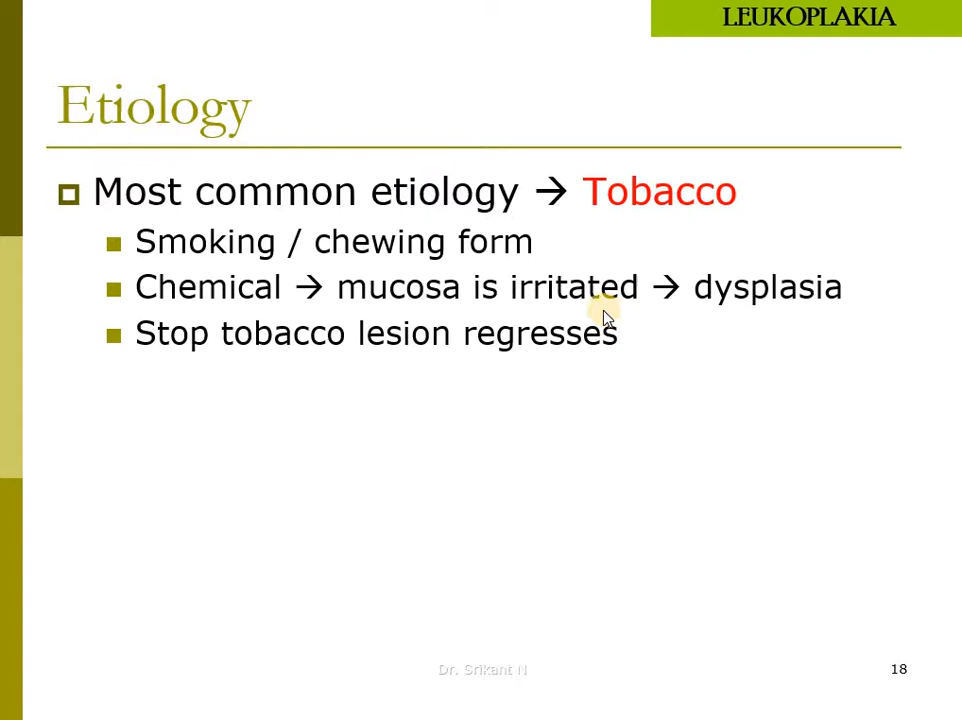 LEUKOPLAKIA
Etiology
Most common etiology → Tobacco
Smoking / chewing form
Chemical → mucosa is irritated → dysplasia
Stop tobacco lesion regresses
Dr. Srikant N
18